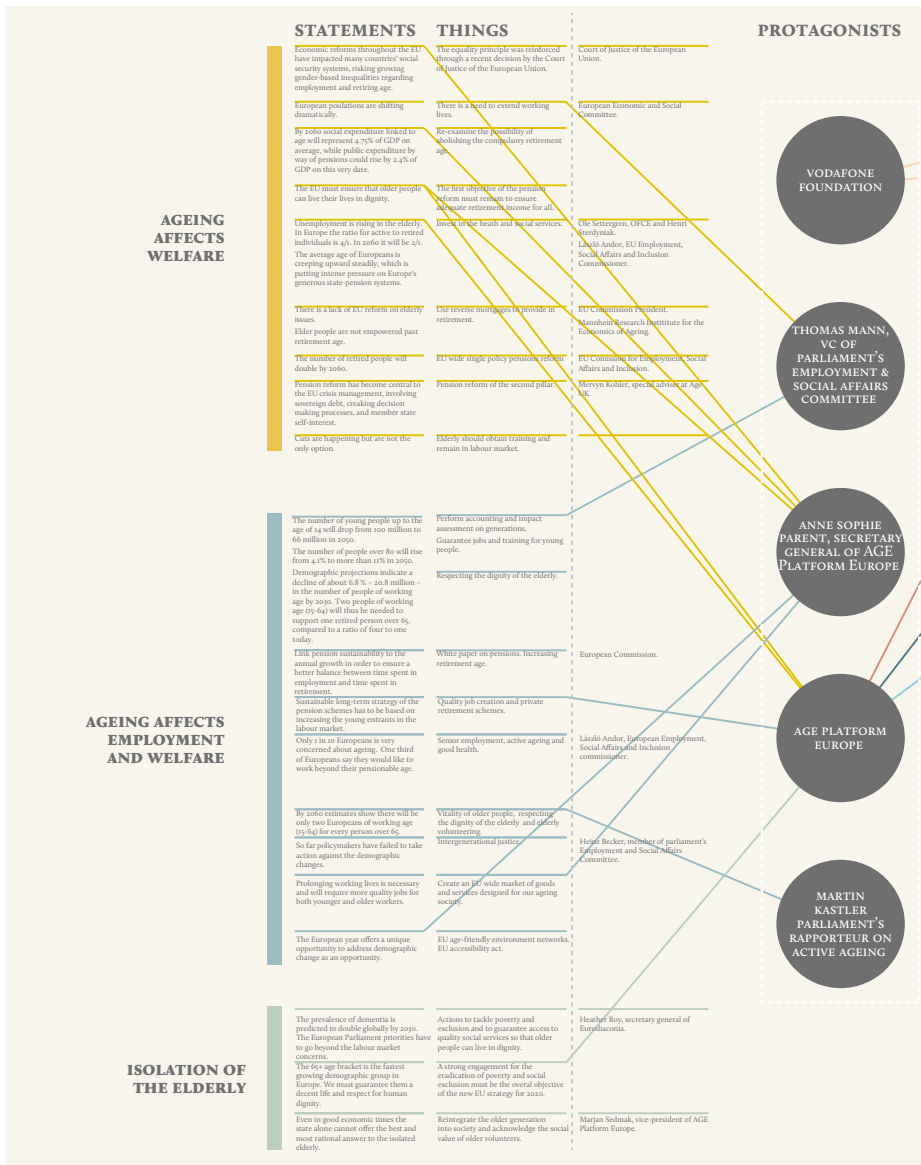 STATEMENTS
THINGS
PROTAGONISTS
AGEING
AFFECTS
WELFARE
Economic reforms throughout the EU
have impacted many countries' social
security systems, risking growing
gender-based inequalities regarding
employment and retiring age.
The equality principle was reinforced
through a recent decision by the Court
of Justice of the European Union.
Court of Justice of the European
Union.
European poulations are shifting
dramatically.
There is a need to extend working
lives.
European Economic and Social
Committee.
By 2060 social expenditure linked to
age will represent 4.75% of GDP on
average, while public expenditure by
way of pensions could rise by 2.4% of
GDP on this very date.
Re-examine the possibility of
abolishing the compulsory retirement
age.
The EU must ensure that older people
can live their lives in dignity.
The first objective of the pension
reform must remain to ensure
adequate retirement income for all.
Unemployment is rising in the elderly.
In Europe the ratio for active to retired
individuals is 4/1. In 2060 it will be 2/1.
The average age of Europeans is
creeping upward steadily, which is
putting intense pressure on Europe's
generous state-pension systems.
Invest in the heath and social services.
Ole Settergren, OFCE and Henri
Sterdyniak.
László Andor, EU Employment,
Social Affairs and Inclusion
Commissioner.
There is a lack of EU reform on elderly
issues.
Elder people are not empowered past
retirement age.
Use reverse mortgages to provide in
retirement.
EU Commission President.
Mannheim Research Instititute for the
Economics of Ageing.
The number of retired people will
double by 2060.
EU wide single policy pensions reform
EU Comission for Employment, Social
Affairs and Inclusion.
Pension reform has become central to
the EU crisis management, involving
sovereign debt, creaking decision
making processes, and member state
self-interest.
Pension reform of the second pillar.
Mervyn Kohler, special adviser at Age
UK.
Cuts are happening but are not the
only option.
Elderly should obtain training and
remain in labour market.
AGEING AFFECTS
EMPLOYMENT
AND WELFARE
The number of young people up to the
age of 14 will drop from 100 million to
66 million in 2050.
The number of people over 80 will rise
from 4.1% to more than 11% in 2050.
Demographic projections indicate a
decline of about 6.8 % – 20.8 million –
in the number of people of working
age by 2030. Two people of working
age (15-64) will thus be needed to
support one retired person over 65,
compared to a ratio of four to one
today.
Perform accounting and impact
assessment on generations.
Guarantee jobs and training for young
people.
Respecting the dignity of the elderly.
Link pension sustainability to the
annual growth in order to ensure a
better balance between time spent in
employment and time spent in
retirement.
White paper on pensions. Increasing
retirement age.
European Commission.
Sustainable long-term strategy of the
pension schemes has to be based on
increasing the young entrants in the
labour market.
Quality job creation and private
retirement schemes.
Only 1 in 10 Europeans is very
concerned about ageing. One third
of Europeans say they would like to
work beyond their pensionable age.
Senior employment, active ageing and
good health.
László Andor, European Employment,
Social Affairs and Inclusion
commissioner.
By 2060 estimates show there will be
only two Europeans of working age
(15-64) for every person over 65.
Vitality of older people, respecting
the dignity of the elderly and elderly
volunteering.
So far policymakers have failed to take
action against the demographic
changes.
Intergenerational justice.
Heinz Becker, member of parliament's
Employment and Social Affairs
Committee.
Prolonging working lives is necessary
and will require more quality jobs for
both younger and older workers.
Create an EU wide market of goods
and services designed for our ageing
society.
The European year offers a unique
opportunity to address demographic
change as an opportunity.
EU age-friendly environment networks.
EU accessibility act.
ISOLATION OF
THE ELDERLY
The prevalence of dementia is
predicted to double globally by 2030.
The European Parliament priorities have
to go beyond the labour market
concerns.
Actions to tackle poverty and
exclusion and to guarantee access to
quality social services so that older
people can live in dignity.
Heather Roy, secretary general of
Eurodiaconia.
The 65+ age bracket is the fastest
growing demographic group in
Europe. We must guarantee them a
decent life and respect for human
dignity.
A strong engagement for the
eradication of poverty and social
exclusion must be the overal objective
of the new EU strategy for 2020.
Even in good economic times the
state alone cannot offer the best and
most rational answer to the isolated
elderly.
Reintegrate the older generation
into society and acknowledge the social
value of older volunteers.
Marjan Sedmak, vice-president of AGE
Platform Europe.
VODAFONE
FOUNDATION
THOMAS MANN,
VC OF
PARLIAMENT'S
EMPLOYMENT &
SOCIAL AFFAIRS
COMMITTEE
ANNE SOPHIE
PARENT, SECRETARY
GENERAL OF AGE
PLATFORM EUROPE
AGE PLATFORM
EUROPE
MARTIN
KASTLER
PARLIAMENT'S
RAPPORTEUR ON
ACTIVE AGEING